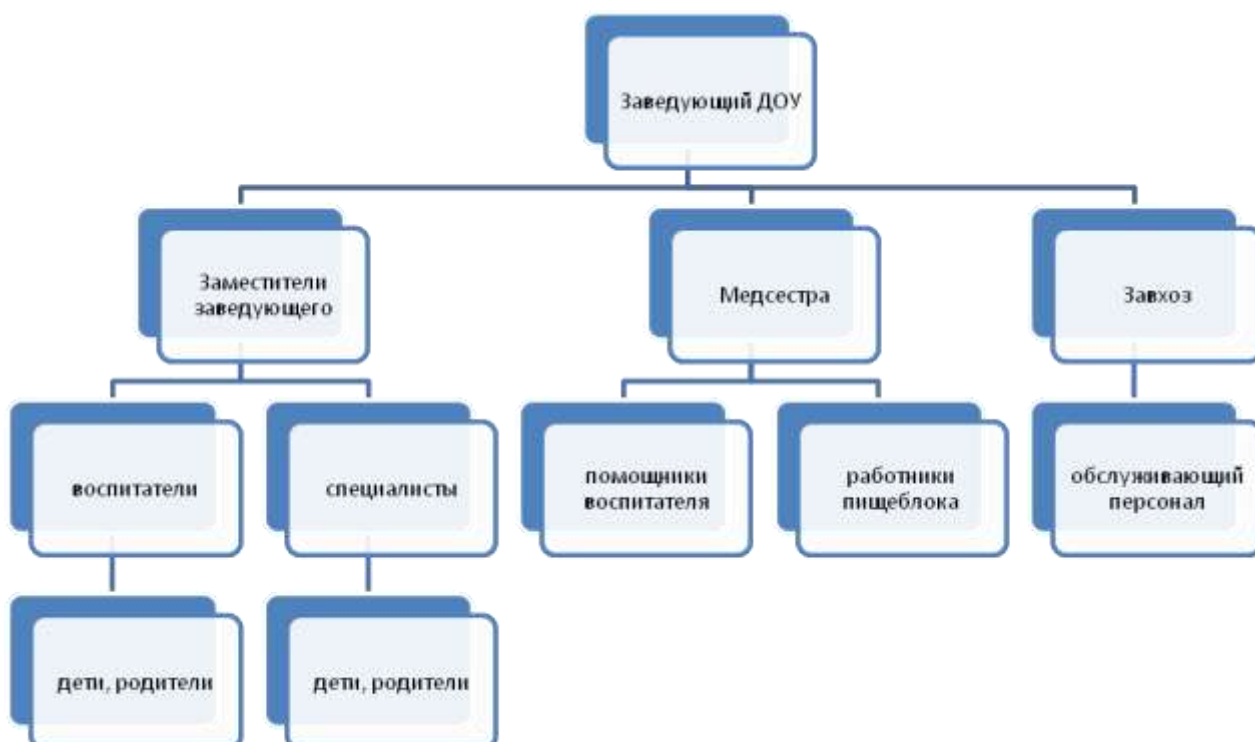 Заведующий ДОУ
Заместители
заведующего
Медсестра
Завхоз
воспитатели
специалисты
помощники
воспитателя
работники
пищеблока
обслуживающий
персонал
дети, родители
дети, родители